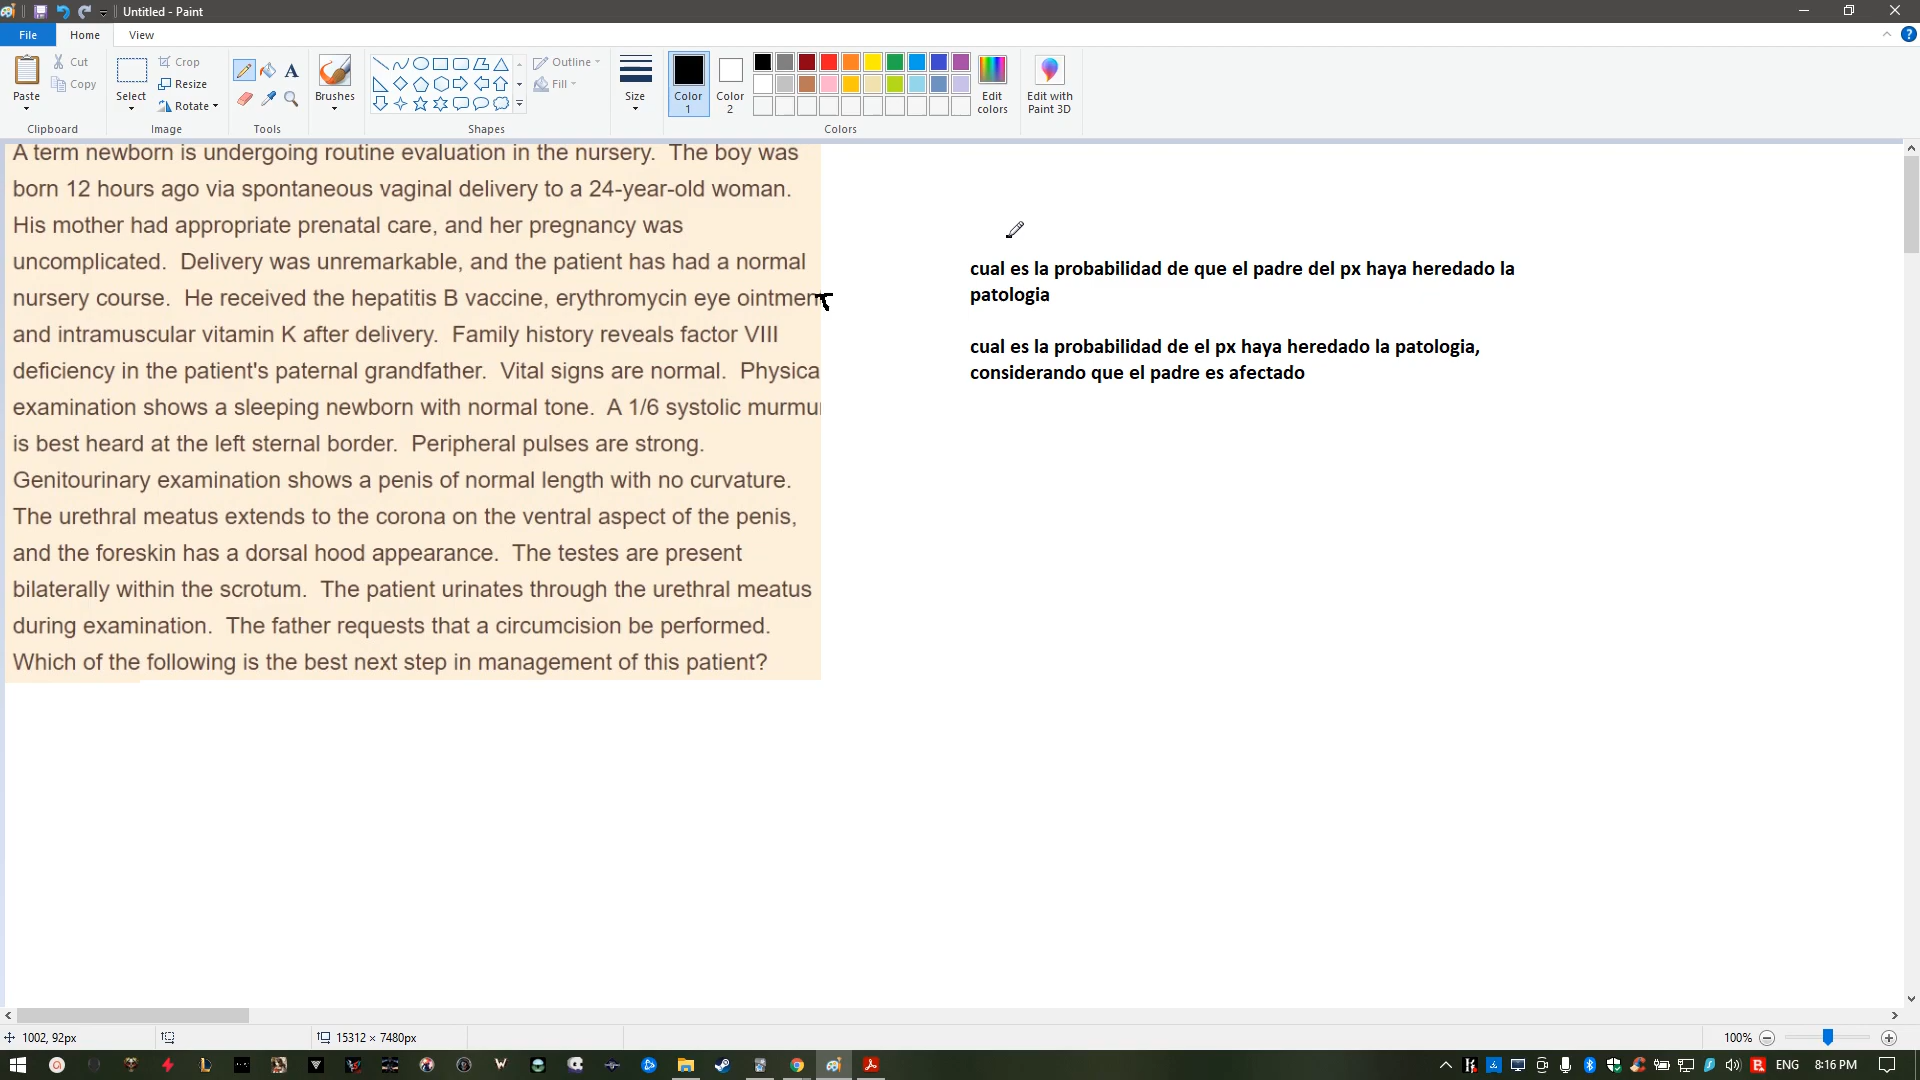 Untitled - Paint
File
Home
View
Paste
Cut
Copy
Clipboard
Select
Crop
Resize
Rotate
Image
A
Tools
Brushes
Shapes
Outline
Fill
Size
Color
1
Color
2
Colors
Edit
colors
Edit with
Paint 3D
A term newborn is undergoing routine evaluation in the nursery. The boy was
born 12 hours ago via spontaneous vaginal delivery to a 24-year-old woman.
His mother had appropriate prenatal care, and her pregnancy was
uncomplicated. Delivery was unremarkable, and the patient has had a normal
nursery course. He received the hepatitis B vaccine, erythromycin eye ointmen
and intramuscular vitamin K after delivery. Family history reveals factor VIII
deficiency in the patient's paternal grandfather. Vital signs are normal. Physica
examination shows a sleeping newborn with normal tone. A 1/6 systolic murmur
is best heard at the left sternal border. Peripheral pulses are strong.
Genitourinary examination shows a penis of normal length with no curvature.
The urethral meatus extends to the corona on the ventral aspect of the penis,
and the foreskin has a dorsal hood appearance. The testes are present
bilaterally within the scrotum. The patient urinates through the urethral meatus
during examination. The father requests that a circumcision be performed.
Which of the following is the best next step in management of this patient?
cual es la probabilidad de que el padre del px haya heredado la
patologia
cual es la probabilidad de el px haya heredado la patologia,
considerando que el padre es afectado
1002, 92px
15312 × 7480px
100%
ENG
8:16 PM